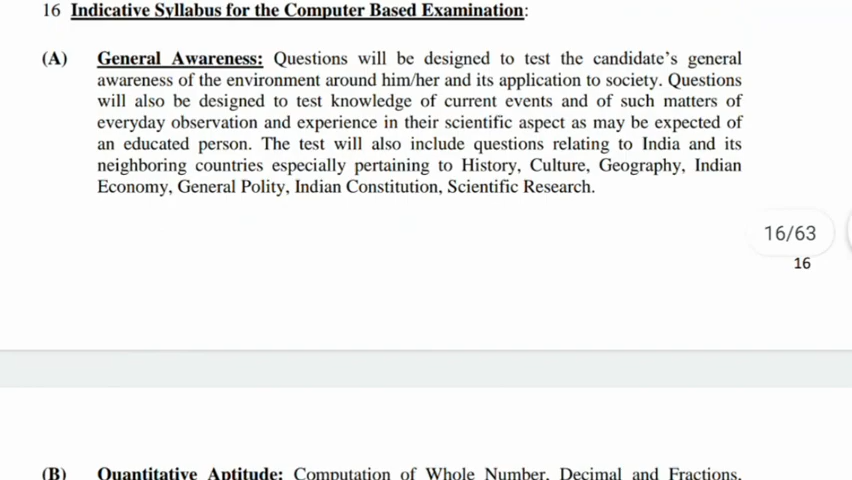 16 Indicative Syllabus for the Computer Based Examination:
(A) General Awareness: Questions will be designed to test the candidate's general
awareness of the environment around him/her and its application to society. Questions
will also be designed to test knowledge of current events and of such matters of
everyday observation and experience in their scientific aspect as may be expected of
an educated person. The test will also include questions relating to India and its
neighboring countries especially pertaining to History, Culture, Geography, Indian
Economy, General Polity, Indian Constitution, Scientific Research.
16/63
16
(B) Quantitative Aptitude: Computation of Whole Number, Decimal and Fractions,